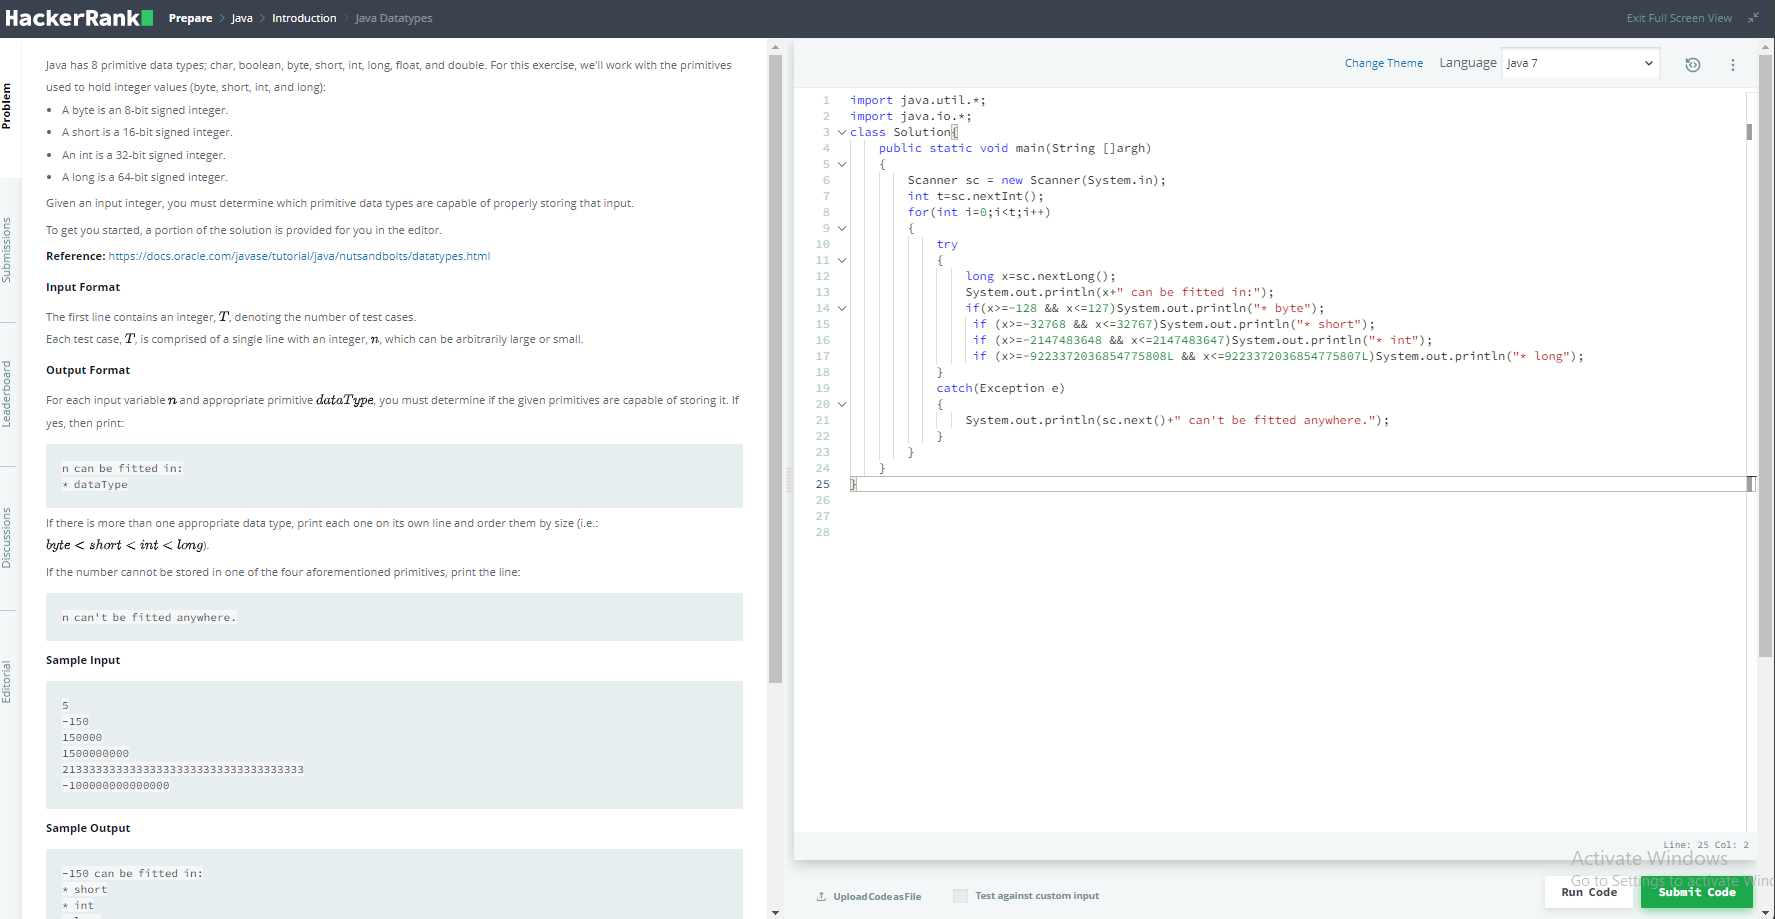 HackerRank Prepare > Java > Introduction > Java Datatypes
Exit Full Screen View
Problem
Submissions
Leaderboard
Discussions
Editorial
Java has 8 primitive data types; char, boolean, byte, short, int, long, float, and double. For this exercise, we'll work with the primitives
used to hold integer values (byte, short, int, and long):
• A byte is an 8-bit signed integer.
• A short is a 16-bit signed integer.
• An int is a 32-bit signed integer.
• A long is a 64-bit signed integer.
Given an input integer, you must determine which primitive data types are capable of properly storing that input.
To get you started, a portion of the solution is provided for you in the editor.
Reference: https://docs.oracle.com/javase/tutorial/java/nutsandbolts/datatypes.html
Input Format
The first line contains an integer, T, denoting the number of test cases.
Each test case, T, is comprised of a single line with an integer, n, which can be arbitrarily large or small.
Output Format
For each input variable n and appropriate primitive dataType, you must determine if the given primitives are capable of storing it. If
yes, then print:
n can be fitted in:
* dataType
If there is more than one appropriate data type, print each one on its own line and order them by size (i.e.:
byte < short < int < long).
If the number cannot be stored in one of the four aforementioned primitives, print the line:
n can't be fitted anywhere.
Sample Input
5
-150
150000
1500000000
213333333333333333333333333333333333
-100000000000000
Sample Output
-150 can be fitted in:
* short
* int
Change Theme Language Java 7
1 import java.util.*;
2 import java.io.*;
3 class Solution{
4 public static void main(String []argh)
5 {
6 Scanner sc = new Scanner(System.in);
7 int t=sc.nextInt();
8 for(int i=0;i<t;i++)
9 {
10 try
11 {
12 long x=sc.nextLong();
13 System.out.println(x+" can be fitted in:");
14 if(x>=-128 && x<=127)System.out.println("* byte");
15 if (x>=-32768 && x<=32767)System.out.println("* short");
16 if (x>=-2147483648 && x<=2147483647)System.out.println("* int");
17 if (x>=-9223372036854775808L && x<=9223372036854775807L)System.out.println("* long");
18 }
19 catch(Exception e)
20 {
21 System.out.println(sc.next()+" can't be fitted anywhere.");
22 }
23 }
24 }
25 }
26
27
28
Line: 25 Col: 2
Activate Windows
Go to Settings to activate Win
Upload Code as File
Test against custom input
Run Code
Submit Code